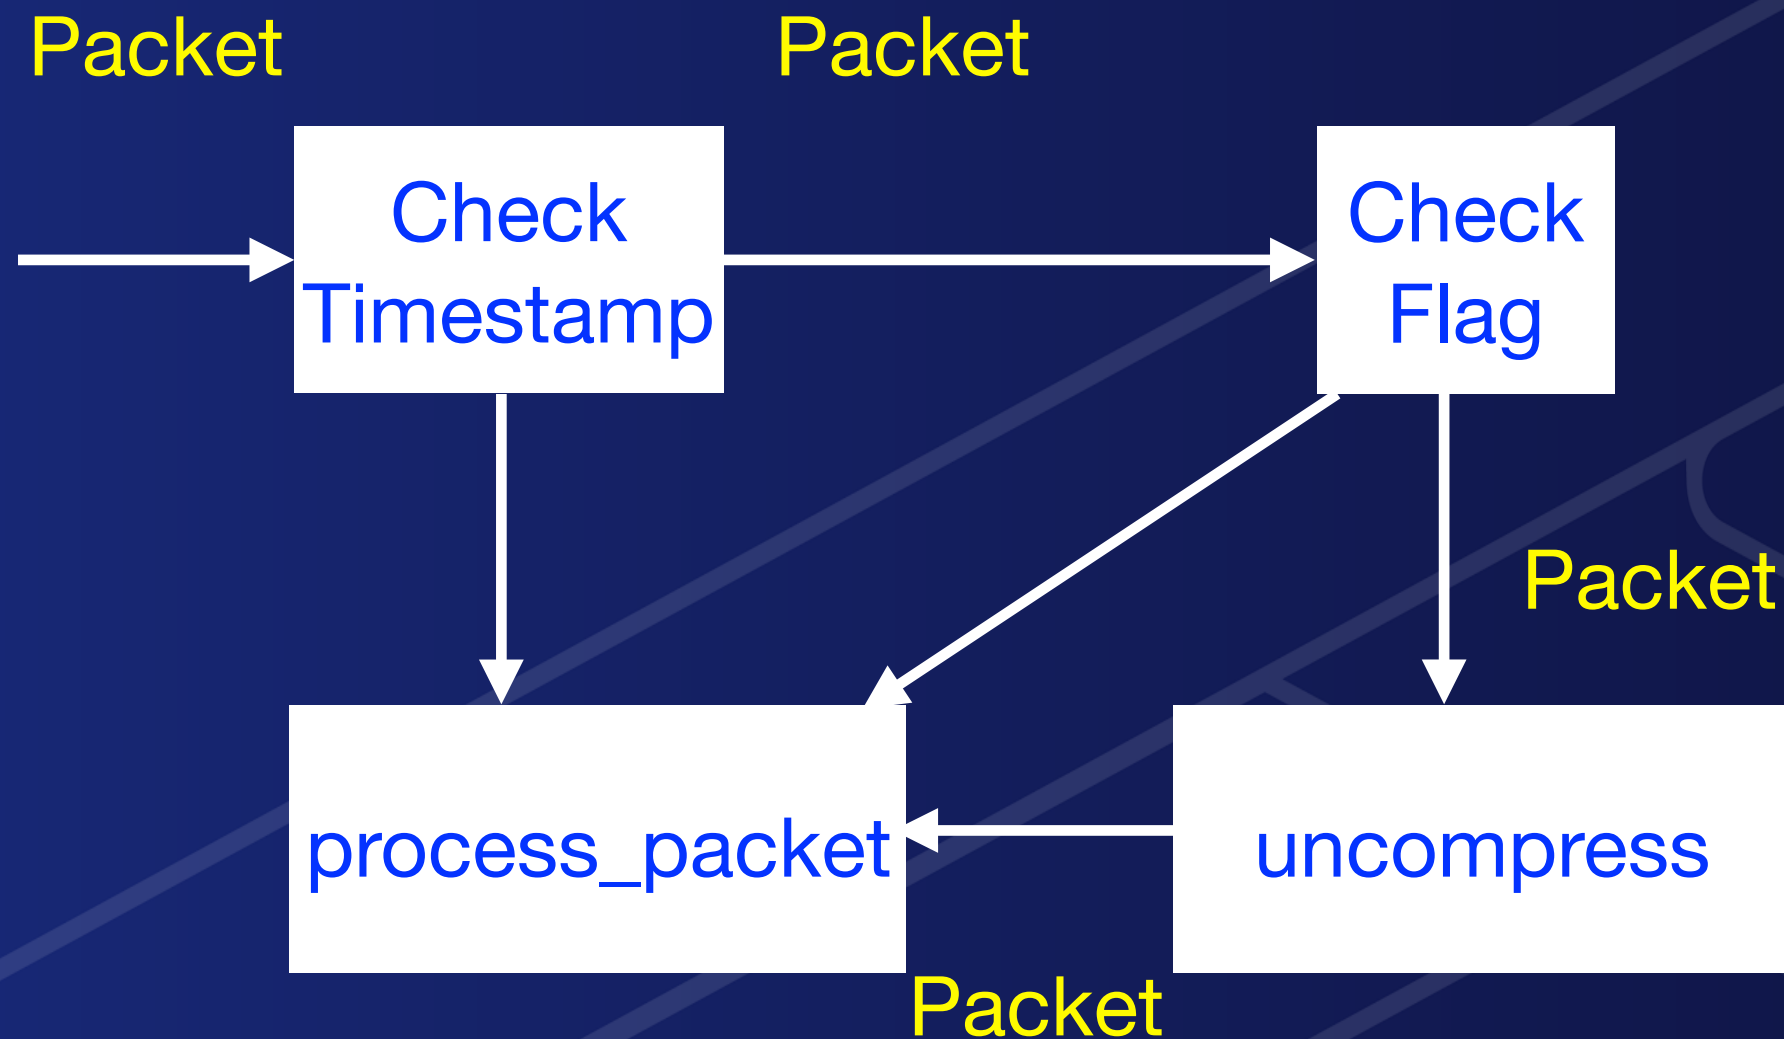 Packet
Packet
Check
Timestamp
Check
Flag
Packet
process_packet
uncompress
Packet